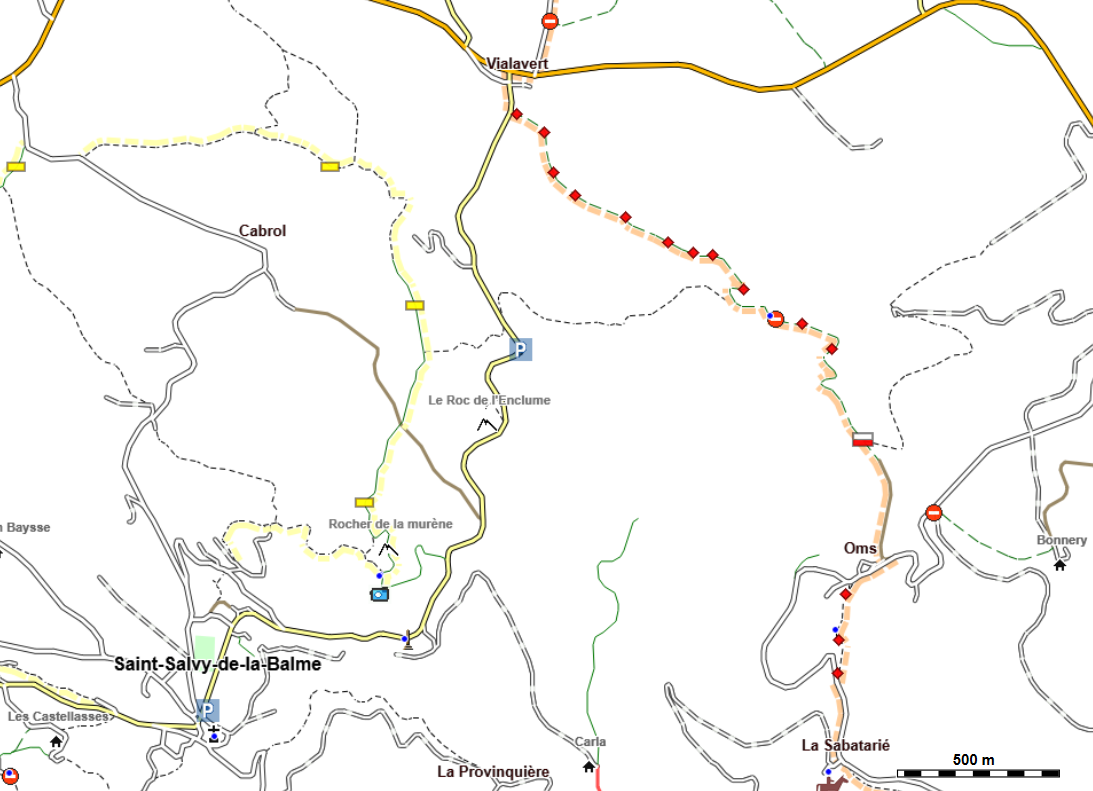 Vialavert
Cabrol
P
Le Roc de l'Enclume
Rocher de la murène
n Baysse
Bonnery
Oms
Saint-Salvy-de-la-Balme
P
Les Castellasses
Carla
La Sabatarié
500 m
La Provinquière